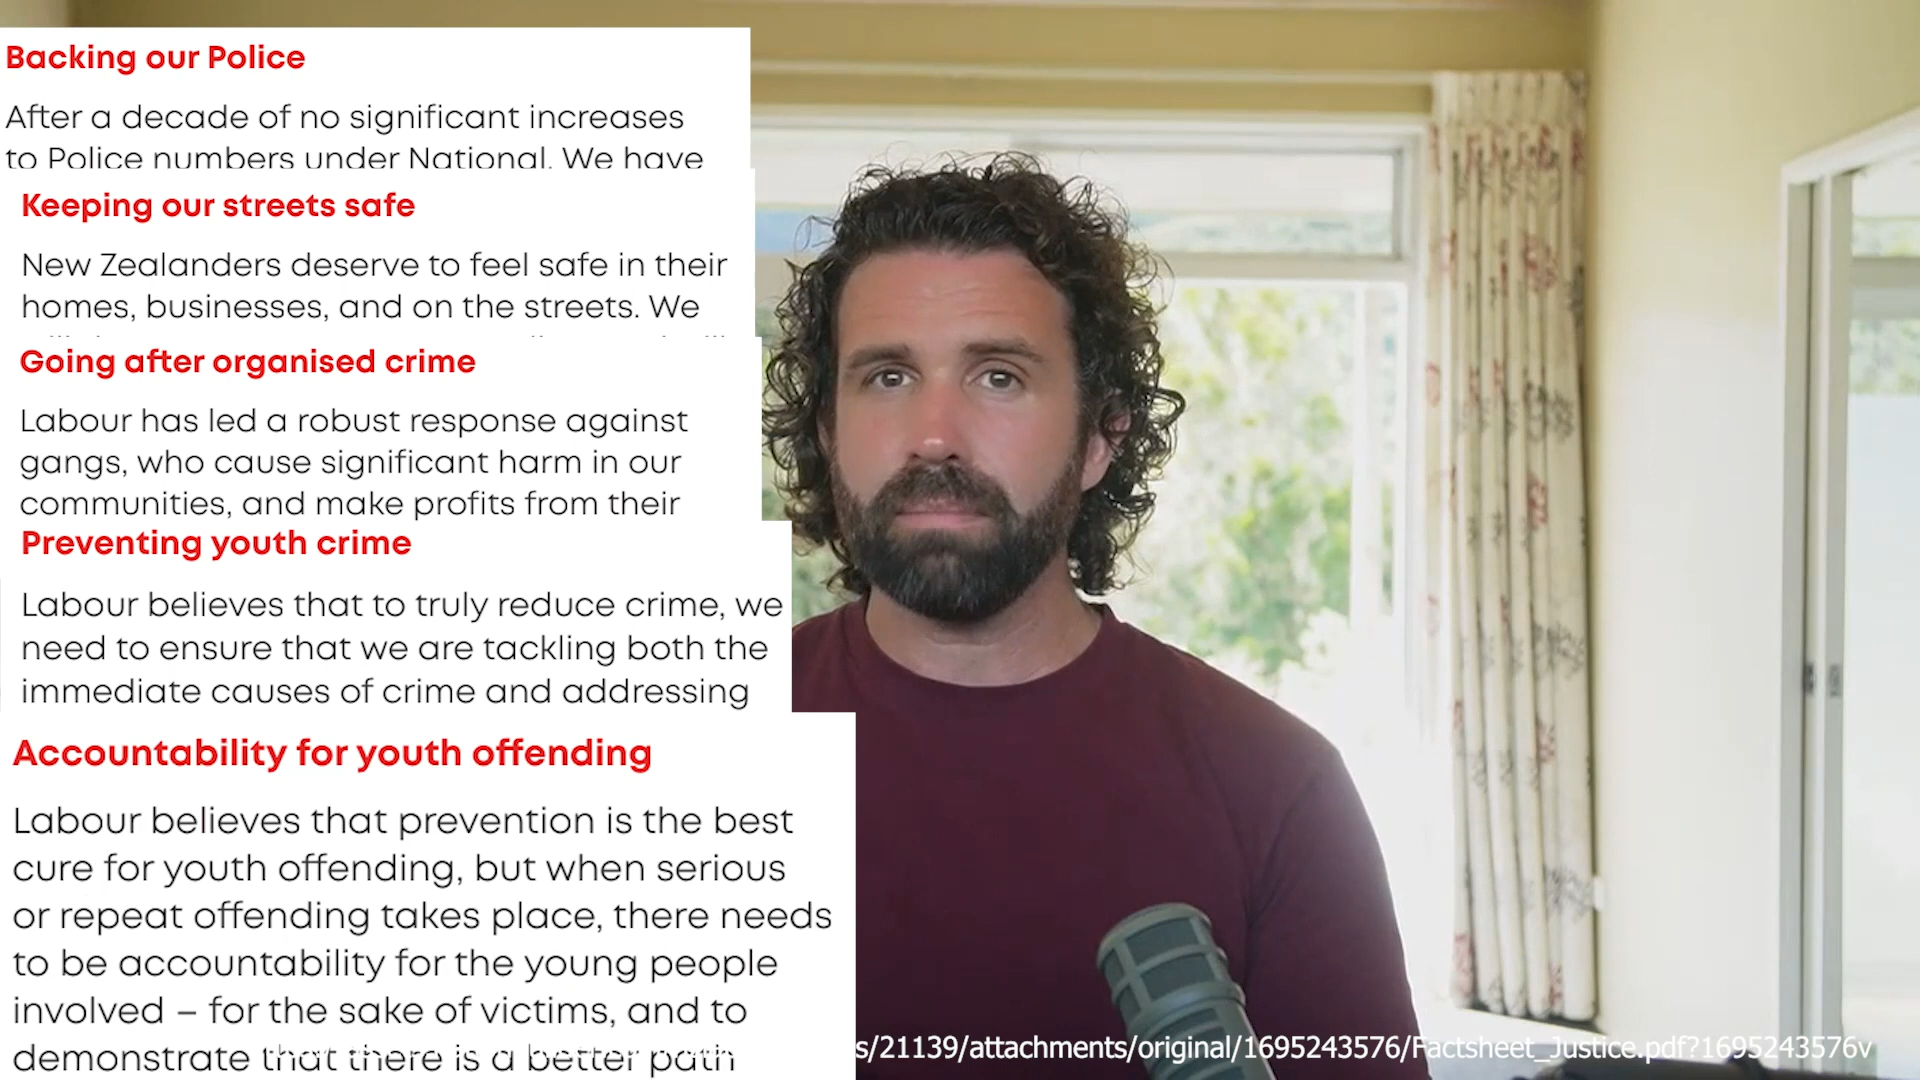 Backing our Police
After a decade of no significant increases
to Police numbers under National. We have
Keeping our streets safe
New Zealanders deserve to feel safe in their
homes, businesses, and on the streets. We
Going after organised crime
Labour has led a robust response against
gangs, who cause significant harm in our
communities, and make profits from their
Preventing youth crime
Labour believes that to truly reduce crime, we
need to ensure that we are tackling both the
immediate causes of crime and addressing
Accountability for youth offending
Labour believes that prevention is the best
cure for youth offending, but when serious
or repeat offending takes place, there needs
to be accountability for the young people
involved – for the sake of victims, and to
demonstrate that there is a better path
s/21139/attachments/original/1695243576/Factsheet_Justice.pdf?1695243576v